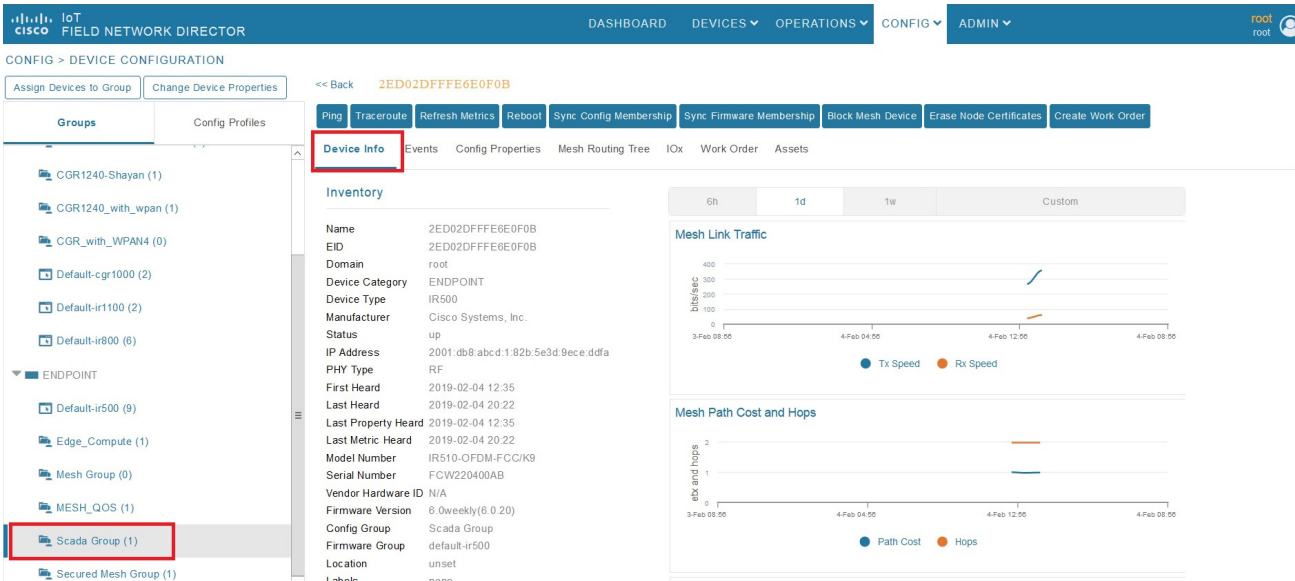 CISCO IoT FIELD NETWORK DIRECTOR
DASHBOARD DEVICES OPERATIONS CONFIG ADMIN
root
root
CONFIG > DEVICE CONFIGURATION
Assign Devices to Group Change Device Properties
Groups Config Profiles
CGR1240-Shayan (1)
CGR1240_with_wpan (1)
CGR_with_WPAN4 (0)
Default-cgr1000 (2)
Default-ir1100 (2)
Default-ir800 (6)
ENDPOINT
Default-ir500 (9)
Edge_Compute (1)
Mesh Group (0)
MESH_QOS (1)
Scada Group (1)
Secured Mesh Group (1)
<< Back 2ED02DFFFE6E0F0B
Ping Traceroute Refresh Metrics Reboot Sync Config Membership Sync Firmware Membership Block Mesh Device Erase Node Certificates Create Work Order
Device Info Events Config Properties Mesh Routing Tree IOx Work Order Assets
Inventory
Name 2ED02DFFFE6E0F0B
EID 2ED02DFFFE6E0F0B
Domain root
Device Category ENDPOINT
Device Type IR500
Manufacturer Cisco Systems, Inc.
Status up
IP Address 2001:db8:abcd:1:82b:5e3d:9ece:ddfa
PHY Type RF
First Heard 2019-02-04 12:35
Last Heard 2019-02-04 20:22
Last Property Heard 2019-02-04 12:35
Last Metric Heard 2019-02-04 20:22
Model Number IR510-OFDM-FCC/K9
Serial Number FCW220400AB
Vendor Hardware ID N/A
Firmware Version 6.0weekly(6.0.20)
Config Group Scada Group
Firmware Group default-ir500
Location unset
Labels none
6h 1d 1w Custom
Mesh Link Traffic
bits/sec
400
300
200
100
0
3-Feb 08:56 4-Feb 04:56 4-Feb 12:56 4-Feb 08:56
Tx Speed Rx Speed
Mesh Path Cost and Hops
etx and hops
2
1
0
3-Feb 08:56 4-Feb 04:56 4-Feb 12:56 4-Feb 08:56
Path Cost Hops